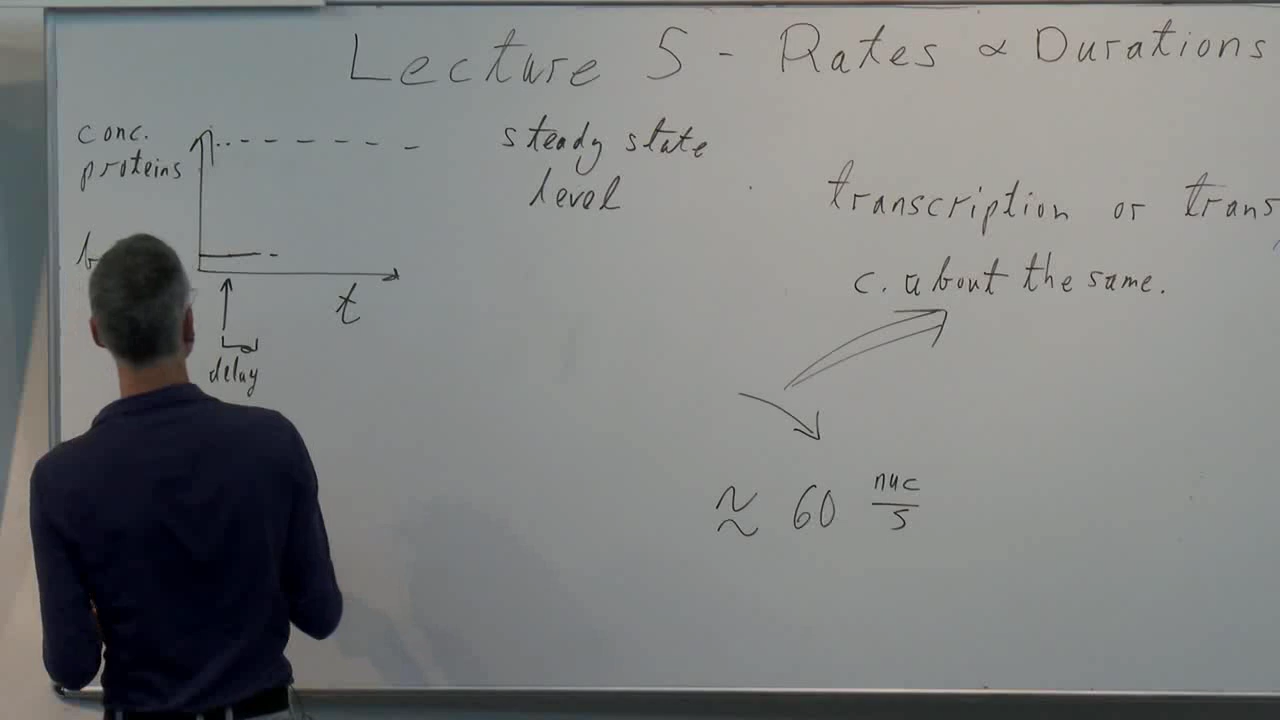 Lecture 5 - Rates & Durations
conc.
proteins
steady state
level
transcription or trans
c. about the same.
t
delay
≈ 60 nuc/s